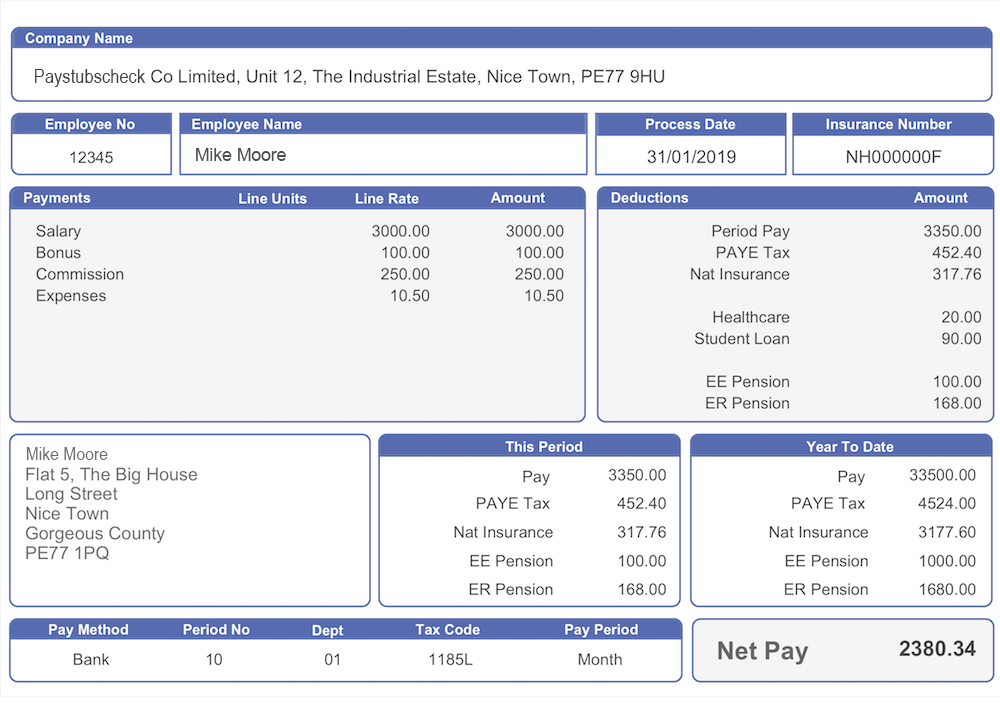 Company Name
Paystubscheck Co Limited, Unit 12, The Industrial Estate, Nice Town, PE77 9HU
Employee No Employee Name Process Date Insurance Number
12345 Mike Moore 31/01/2019 NH000000F
Payments Line Units Line Rate Amount
Salary 3000.00 3000.00
Bonus 100.00 100.00
Commission 250.00 250.00
Expenses 10.50 10.50
Deductions Amount
Period Pay 3350.00
PAYE Tax 452.40
Nat Insurance 317.76
Healthcare 20.00
Student Loan 90.00
EE Pension 100.00
ER Pension 168.00
Mike Moore
Flat 5, The Big House
Long Street
Nice Town
Gorgeous County
PE77 1PQ
This Period
Pay 3350.00
PAYE Tax 452.40
Nat Insurance 317.76
EE Pension 100.00
ER Pension 168.00
Year To Date
Pay 33500.00
PAYE Tax 4524.00
Nat Insurance 3177.60
EE Pension 1000.00
ER Pension 1680.00
Pay Method Period No Dept Tax Code Pay Period
Bank 10 01 1185L Month
Net Pay 2380.34